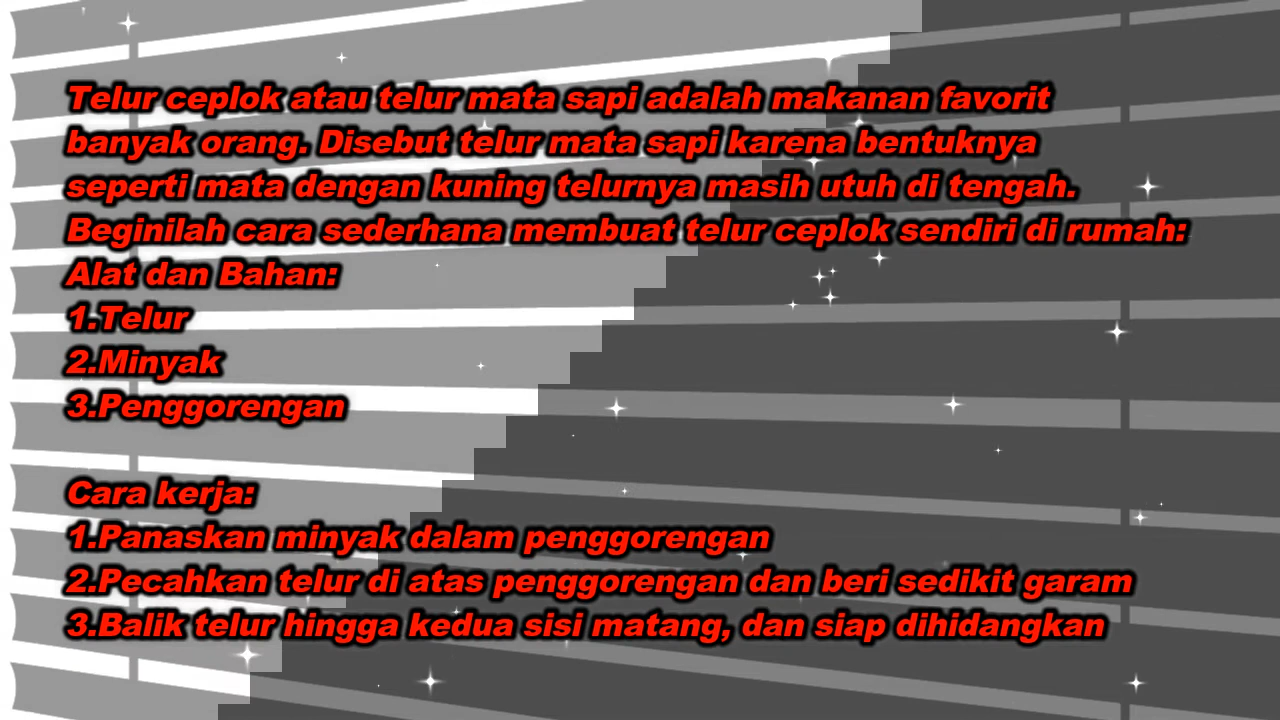 Telur ceplok atau telur mata sapi adalah makanan favorit
banyak orang. Disebut telur mata sapi karena bentuknya
seperti mata dengan kuning telurnya masih utuh di tengah.
Beginilah cara sederhana membuat telur ceplok sendiri di rumah:
Alat dan Bahan:
1.Telur
2.Minyak
3.Penggorengan
Cara kerja:
1.Panaskan minyak dalam penggorengan
2.Pecahkan telur di atas penggorengan dan beri sedikit garam
3.Balik telur hingga kedua sisi matang, dan siap dihidangkan